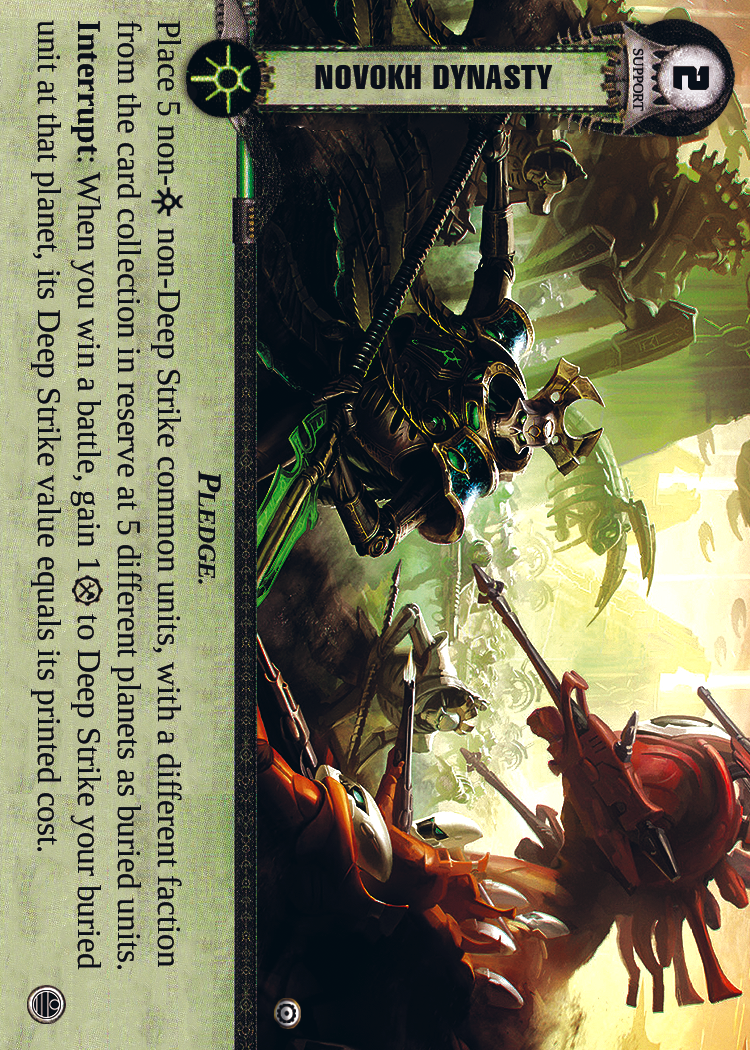 2
SUPPORT
NOVOKH DYNASTY
PLEDGE.
Place 5 non- non-Deep Strike common units, with a different faction
from the card collection in reserve at 5 different planets as buried units.
Interrupt: When you win a battle, gain 1 to Deep Strike your buried
unit at that planet, its Deep Strike value equals its printed cost.